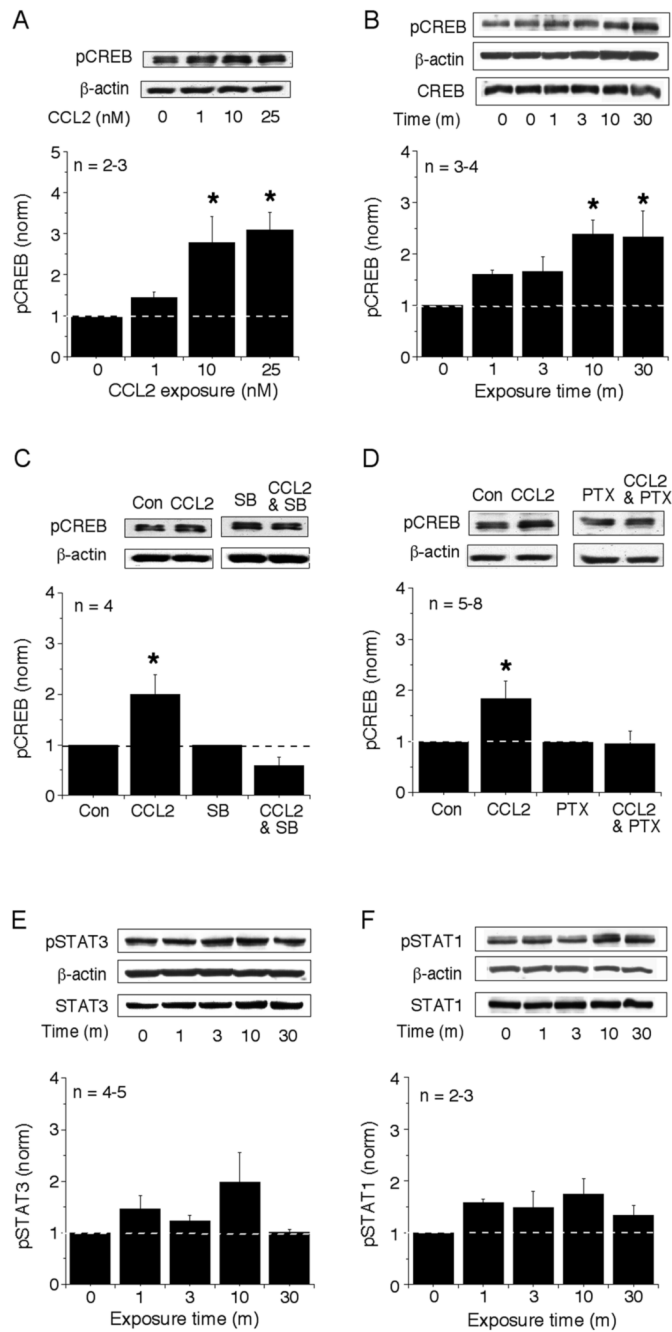 A
pCREB
β-actin
CCL2 (nM) 0 1 10 25
n = 2-3
pCREB (norm)
5
4
3
2
1
0
* *
0 1 10 25
CCL2 exposure (nM)
B
pCREB
β-actin
CREB
Time (m) 0 0 1 3 10 30
n = 3-4
pCREB (norm)
4
3
2
1
0
* *
0 1 3 10 30
Exposure time (m)
C
Con CCL2 SB CCL2 & SB
pCREB
β-actin
n = 4
pCREB (norm)
4
3
2
1
0
*
Con CCL2 SB CCL2
& SB
D
Con CCL2 PTX CCL2 & PTX
pCREB
β-actin
n = 5-8
pCREB (norm)
4
3
2
1
0
*
Con CCL2 PTX CCL2
& PTX
E
pSTAT3
β-actin
STAT3
Time (m) 0 1 3 10 30
n = 4-5
pSTAT3 (norm)
4
3
2
1
0
0 1 3 10 30
Exposure time (m)
F
pSTAT1
β-actin
STAT1
Time (m) 0 1 3 10 30
n = 2-3
pSTAT1 (norm)
4
3
2
1
0
0 1 3 10 30
Exposure time (m)